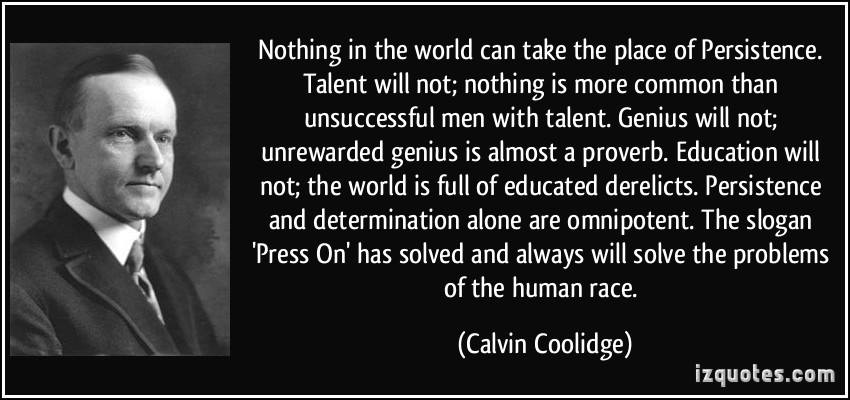 Nothing in the world can take the place of Persistence.
Talent will not; nothing is more common than
unsuccessful men with talent. Genius will not;
unrewarded genius is almost a proverb. Education will
not; the world is full of educated derelicts. Persistence
and determination alone are omnipotent. The slogan
'Press On' has solved and always will solve the problems
of the human race.
(Calvin Coolidge)
izquotes.com